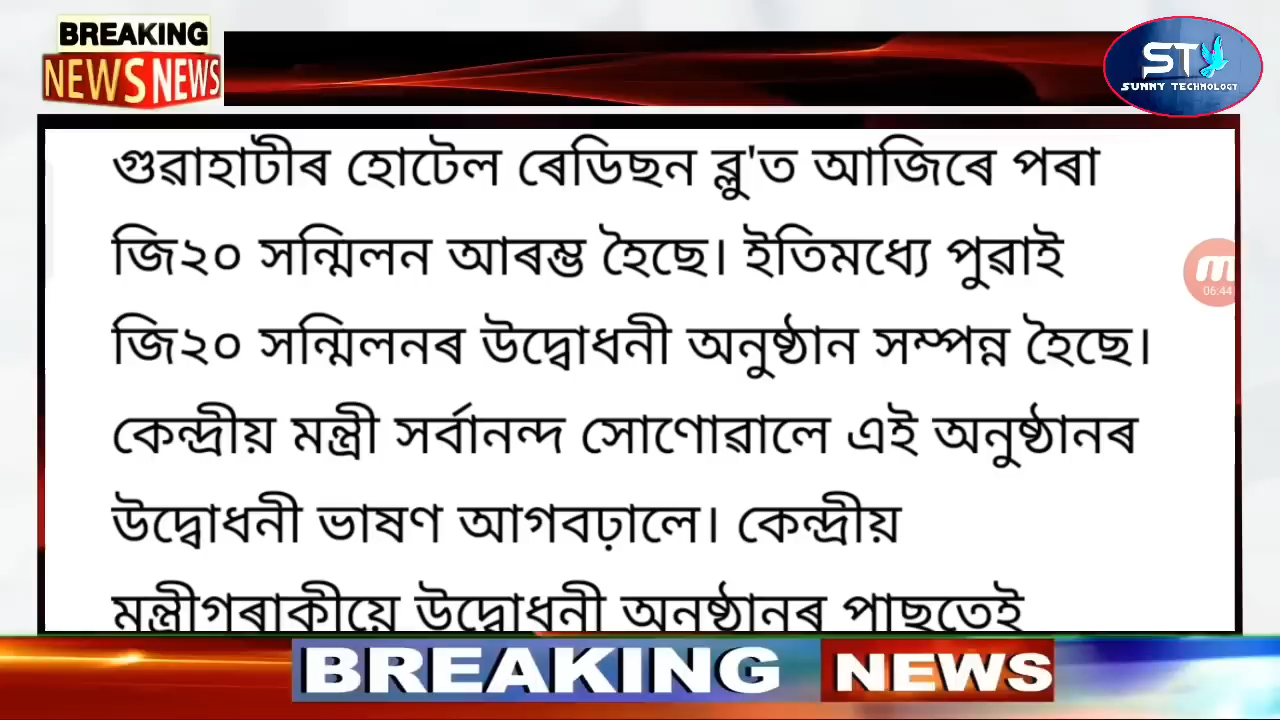 BREAKING
NEWS NEWS
ST
SUNNY TECHNOLOGY
গুৱাহাটীৰ হোটেল ৰেডিছন ব্লু'ত আজিৰে পৰা
জি২০ সন্মিলন আৰম্ভ হৈছে। ইতিমধ্যে পুৱাই
জি২০ সন্মিলনৰ উদ্বোধনী অনুষ্ঠান সম্পন্ন হৈছে।
কেন্দ্ৰীয় মন্ত্ৰী সৰ্বানন্দ সোণোৱালে এই অনুষ্ঠানৰ
উদ্বোধনী ভাষণ আগবঢ়ালে। কেন্দ্ৰীয়
মন্ত্ৰীগৰাকীয়ে উদ্বোধনী অনুষ্ঠানৰ পাছতেই
06:44
BREAKING NEWS